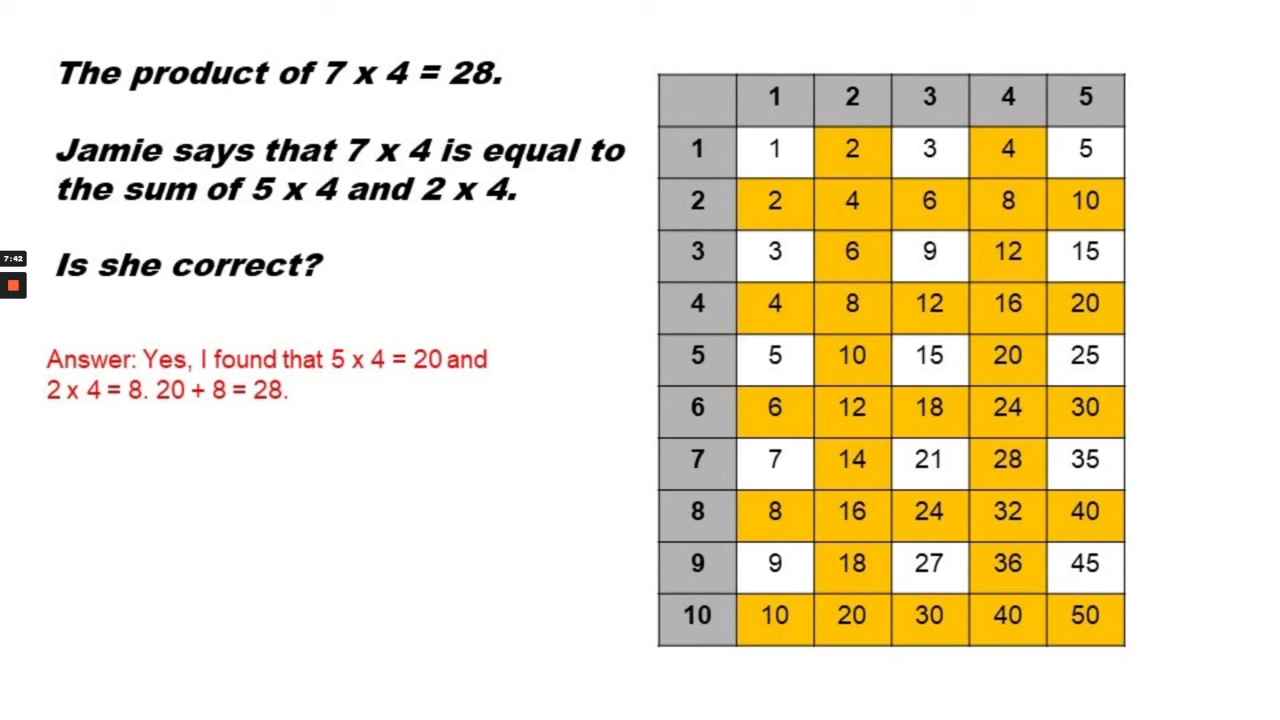 The product of 7 x 4 = 28.
Jamie says that 7 x 4 is equal to
the sum of 5 x 4 and 2 x 4.
Is she correct?
7:42
Answer: Yes, I found that 5 x 4 = 20 and
2 x 4 = 8. 20 + 8 = 28.
1 2 3 4 5
1 1 2 3 4 5
2 2 4 6 8 10
3 3 6 9 12 15
4 4 8 12 16 20
5 5 10 15 20 25
6 6 12 18 24 30
7 7 14 21 28 35
8 8 16 24 32 40
9 9 18 27 36 45
10 10 20 30 40 50